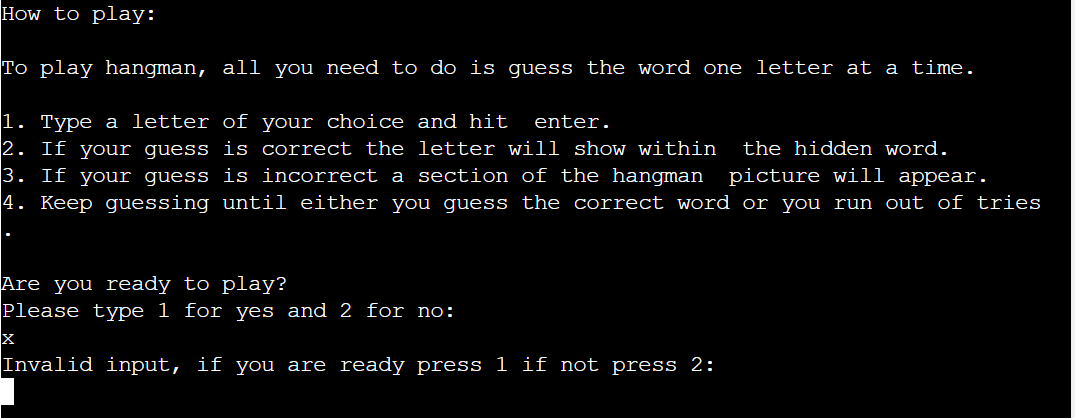 How to play:
To play hangman, all you need to do is guess the word one letter at a time.
1. Type a letter of your choice and hit  enter.
2. If your guess is correct the letter will show within  the hidden word.
3. If your guess is incorrect a section of the hangman  picture will appear.
4. Keep guessing until either you guess the correct word or you run out of tries
.
Are you ready to play?
Please type 1 for yes and 2 for no:
x
Invalid input, if you are ready press 1 if not press 2: